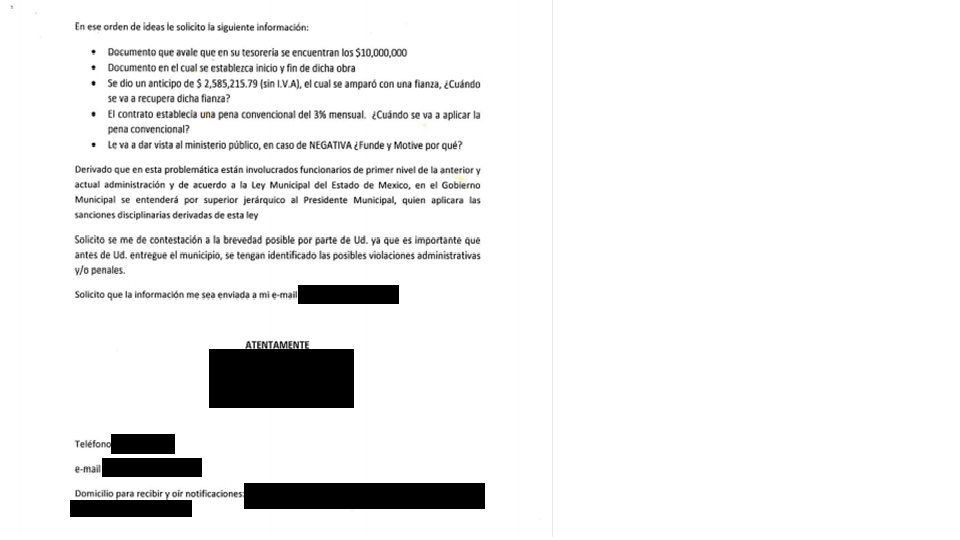 En ese orden de ideas le solicito la siguiente información:
• Documento que avale que en su tesorería se encuentran los $10,000,000
• Documento en el cual se establezca inicio y fin de dicha obra
• Se dio un anticipo de $ 2,585,215.79 (sin I.V.A), el cual se amparó con una fianza, ¿Cuándo
se va a recupera dicha fianza?
• El contrato establecía una pena convencional del 3% mensual. ¿Cuándo se va a aplicar la
pena convencional?
• Le va a dar vista al ministerio público, en caso de NEGATIVA ¿Funde y Motive por qué?
Derivado que en esta problemática están involucrados funcionarios de primer nivel de la anterior y
actual administración y de acuerdo a la Ley Municipal del Estado de Mexico, en el Gobierno
Municipal se entenderá por superior jerárquico al Presidente Municipal, quien aplicara las
sanciones disciplinarias derivadas de esta ley
Solicito se me de contestación a la brevedad posible por parte de Ud. ya que es importante que
antes de Ud. entregue el municipio, se tengan identificado las posibles violaciones administrativas
y/o penales.
Solicito que la información me sea enviada a mi e-mail
ATENTAMENTE
Teléfono
e-mail
Domicilio para recibir y oír notificaciones: